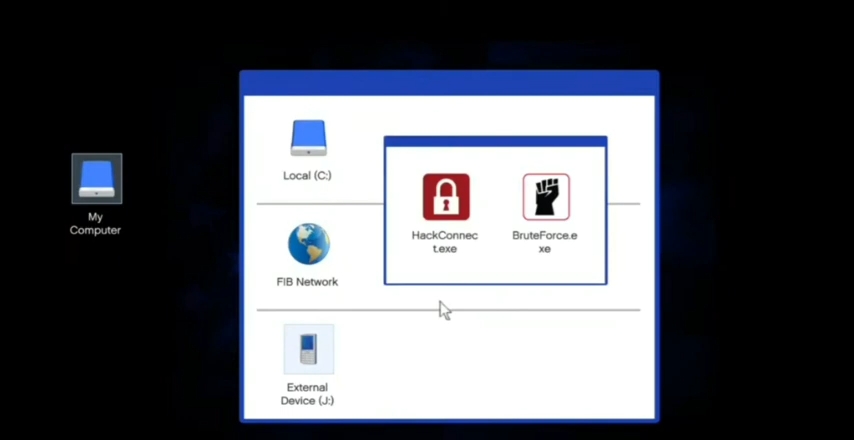 My
Computer
Local (C:)
HackConnec
t.exe
BruteForce.e
xe
FIB Network
External
Device (J:)